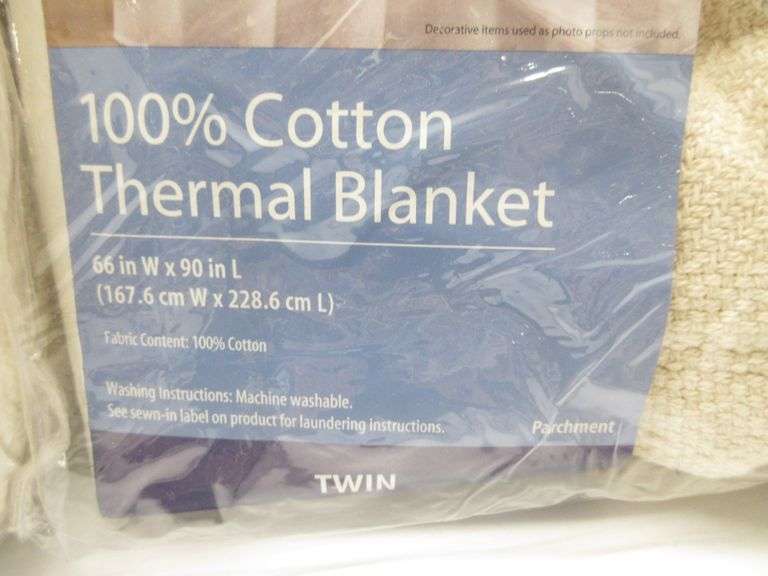 Decorative items used as photo props not included.
100% Cotton
Thermal Blanket
66 in W x 90 in L
(167.6 cm W x 228.6 cm L)
Fabric Content: 100% Cotton
Washing Instructions: Machine washable.
See sewn-in label on product for laundering instructions.
Parchment
TWIN